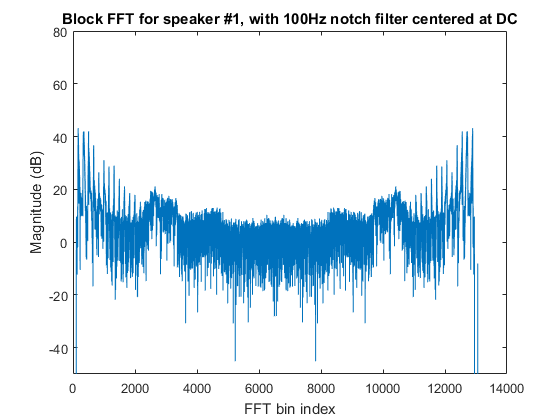 Block FFT for speaker #1, with 100Hz notch filter centered at DC
80
60
40
20
0
-20
-40
Magnitude (dB)
0 2000 4000 6000 8000 10000 12000 14000
FFT bin index